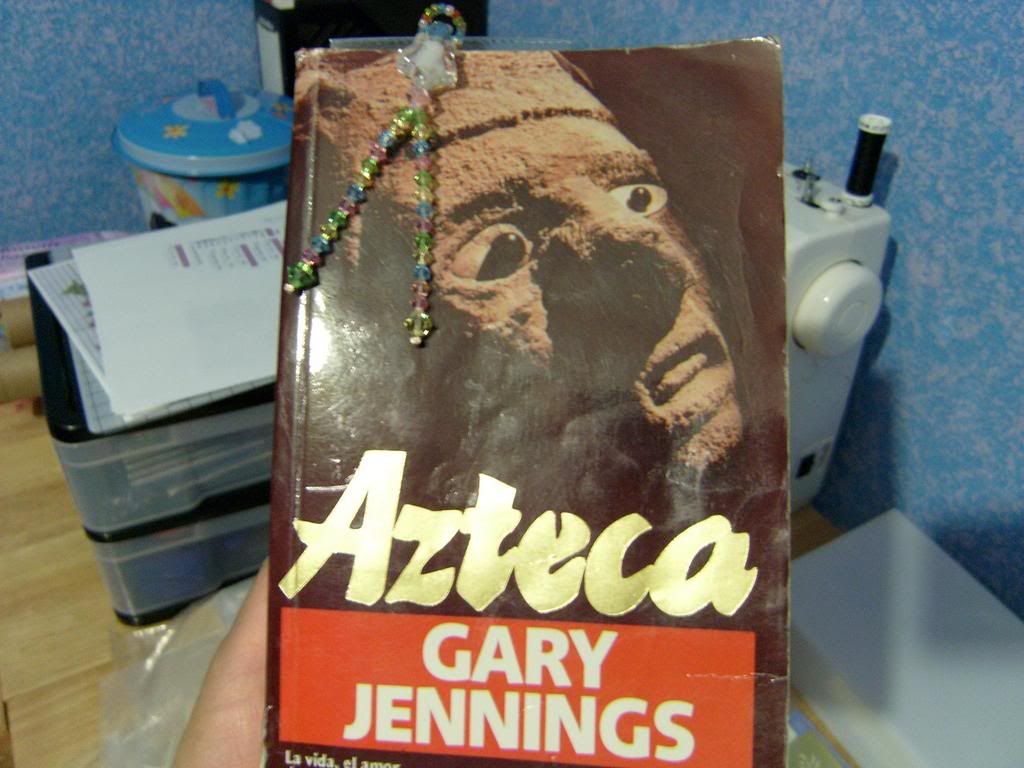 Azteca
GARY
JENNINGS
La vida, el amor